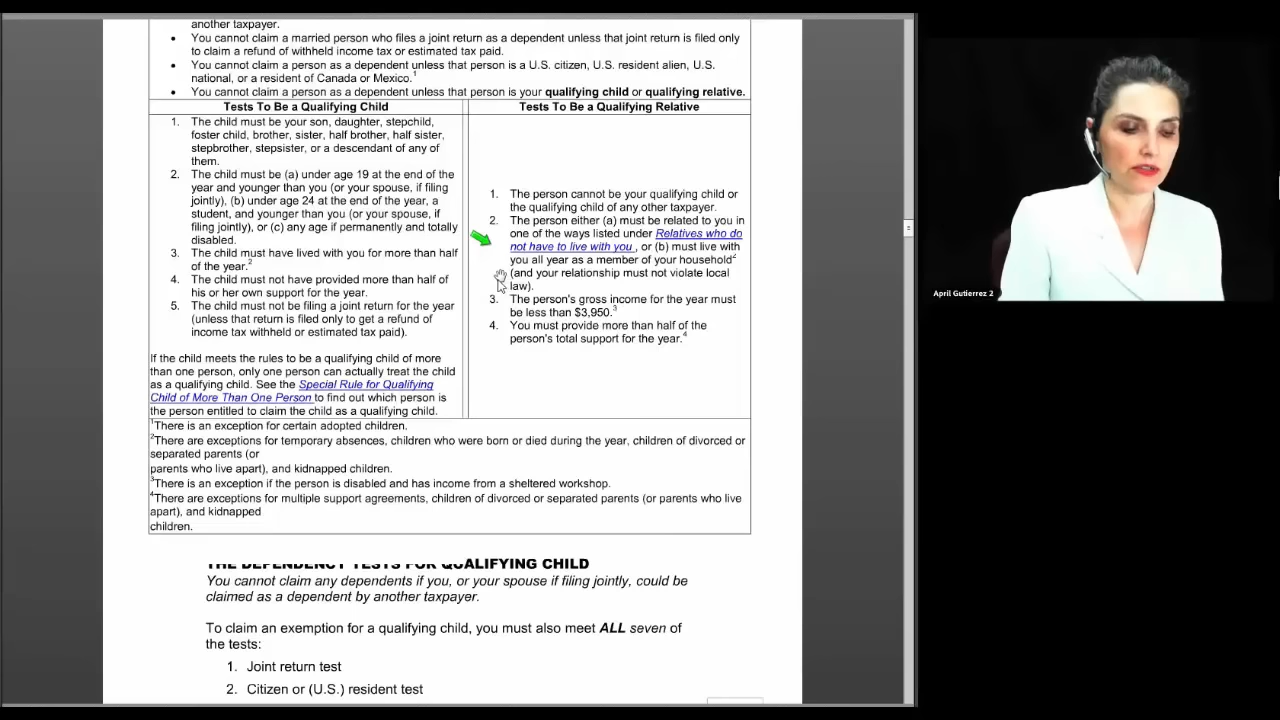 another taxpayer.
• You cannot claim a married person who files a joint return as a dependent unless that joint return is filed only
to claim a refund of withheld income tax or estimated tax paid.
• You cannot claim a person as a dependent unless that person is a U.S. citizen, U.S. resident alien, U.S.
national, or a resident of Canada or Mexico.1
• You cannot claim a person as a dependent unless that person is your qualifying child or qualifying relative.
Tests To Be a Qualifying Child
1. The child must be your son, daughter, stepchild,
foster child, brother, sister, half brother, half sister,
stepbrother, stepsister, or a descendant of any of
them.
2. The child must be (a) under age 19 at the end of the
year and younger than you (or your spouse, if filing
jointly), (b) under age 24 at the end of the year, a
student, and younger than you (or your spouse, if
filing jointly), or (c) any age if permanently and totally
disabled.
3. The child must have lived with you for more than half
of the year.2
4. The child must not have provided more than half of
his or her own support for the year.
5. The child must not be filing a joint return for the year
(unless that return is filed only to get a refund of
income tax withheld or estimated tax paid).
If the child meets the rules to be a qualifying child of more
than one person, only one person can actually treat the child
as a qualifying child. See the Special Rule for Qualifying
Child of More Than One Person to find out which person is
the person entitled to claim the child as a qualifying child.
Tests To Be a Qualifying Relative
1. The person cannot be your qualifying child or
the qualifying child of any other taxpayer.
2. The person either (a) must be related to you in
one of the ways listed under Relatives who do
not have to live with you , or (b) must live with
you all year as a member of your household2
(and your relationship must not violate local
law).
3. The person's gross income for the year must
be less than $3,950.3
4. You must provide more than half of the
person's total support for the year.4
1There is an exception for certain adopted children.
2There are exceptions for temporary absences, children who were born or died during the year, children of divorced or
separated parents (or
parents who live apart), and kidnapped children.
3There is an exception if the person is disabled and has income from a sheltered workshop.
4There are exceptions for multiple support agreements, children of divorced or separated parents (or parents who live
apart), and kidnapped
children.
THE DEPENDENCY TESTS FOR QUALIFYING CHILD
You cannot claim any dependents if you, or your spouse if filing jointly, could be
claimed as a dependent by another taxpayer.
To claim an exemption for a qualifying child, you must also meet ALL seven of
the tests:
1. Joint return test
2. Citizen or (U.S.) resident test
April Gutierrez 2